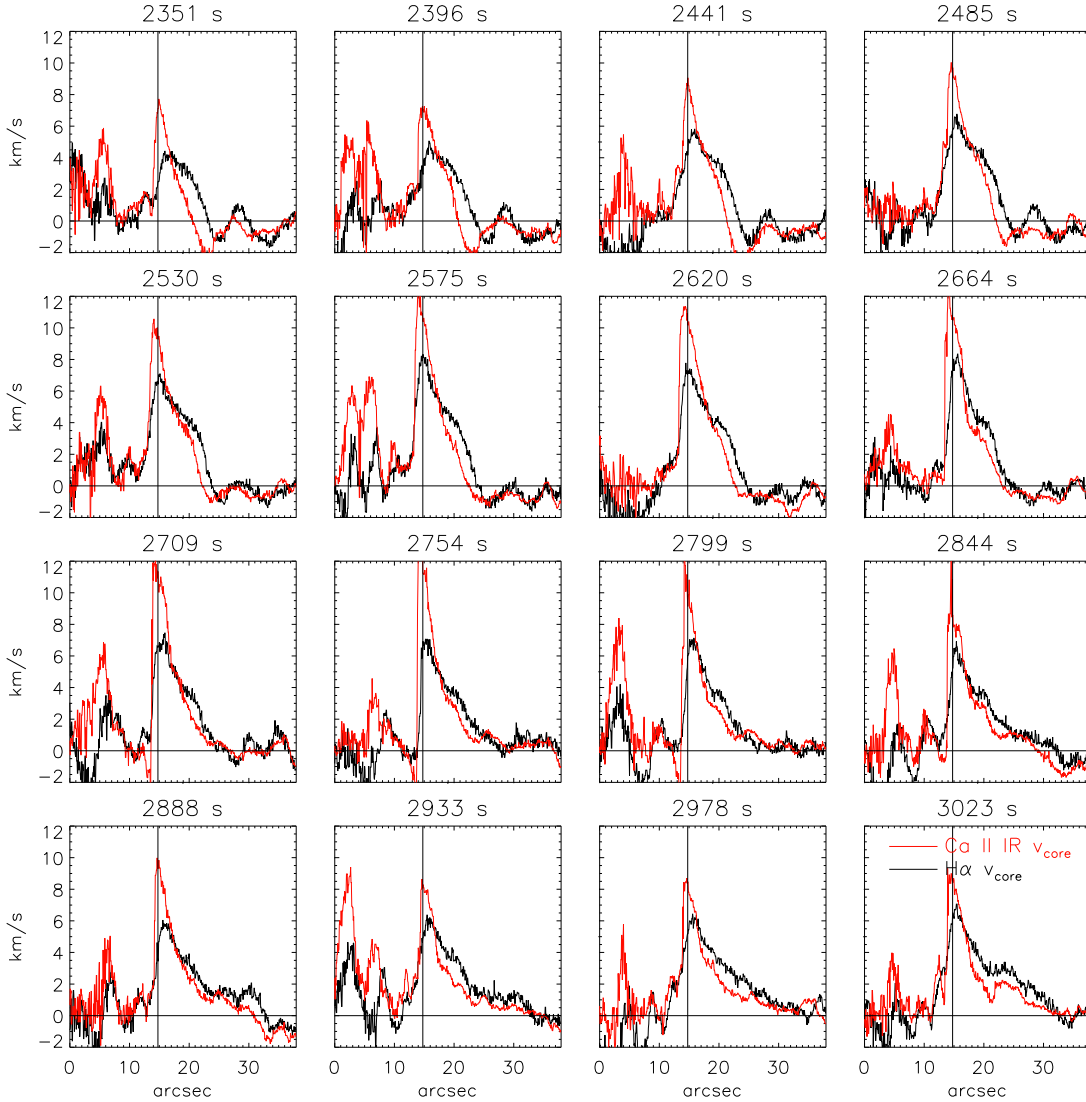 2351 s
2396 s
2441 s
2485 s
12
10
8
6
4
2
0
−2
km/s
2530 s
2575 s
2620 s
2664 s
12
10
8
6
4
2
0
−2
km/s
2709 s
2754 s
2799 s
2844 s
12
10
8
6
4
2
0
−2
km/s
2888 s
2933 s
2978 s
3023 s
12
10
8
6
4
2
0
−2
km/s
Ca II IR v_core
Hα v_core
0 10 20 30
0 10 20 30
0 10 20 30
0 10 20 30
arcsec
arcsec
arcsec
arcsec